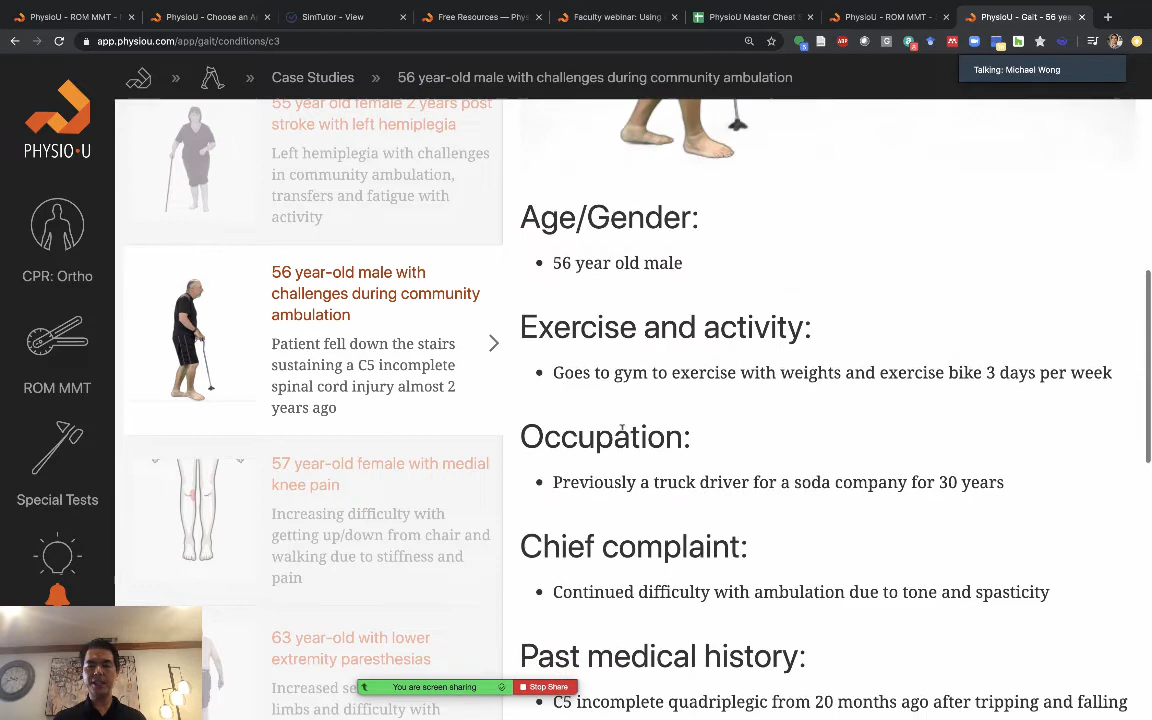 PhysioU - ROM MMT -
PhysioU - Choose an A
SimTutor - View
Free Resources — Phys
Faculty webinar: Using
PhysioU Master Cheat S
PhysioU - ROM MMT -
PhysioU - Gait - 56 yea
app.physiou.com/app/gait/conditions/c3
Talking: Michael Wong
Case Studies » 56 year-old male with challenges during community ambulation
PHYSIO·U
CPR: Ortho
ROM MMT
Special Tests
55 year old female 2 years post
stroke with left hemiplegia
Left hemiplegia with challenges
in community ambulation,
transfers and fatigue with
activity
56 year-old male with
challenges during community
ambulation
Patient fell down the stairs
sustaining a C5 incomplete
spinal cord injury almost 2
years ago
57 year-old female with medial
knee pain
Increasing difficulty with
getting up/down from chair and
walking due to stiffness and
pain
63 year-old with lower
extremity paresthesias
Increased se
limbs and difficulty with
Age/Gender:
• 56 year old male
Exercise and activity:
• Goes to gym to exercise with weights and exercise bike 3 days per week
Occupation:
• Previously a truck driver for a soda company for 30 years
Chief complaint:
• Continued difficulty with ambulation due to tone and spasticity
Past medical history:
C5 incomplete quadriplegic from 20 months ago after tripping and falling
You are screen sharing
Stop Share